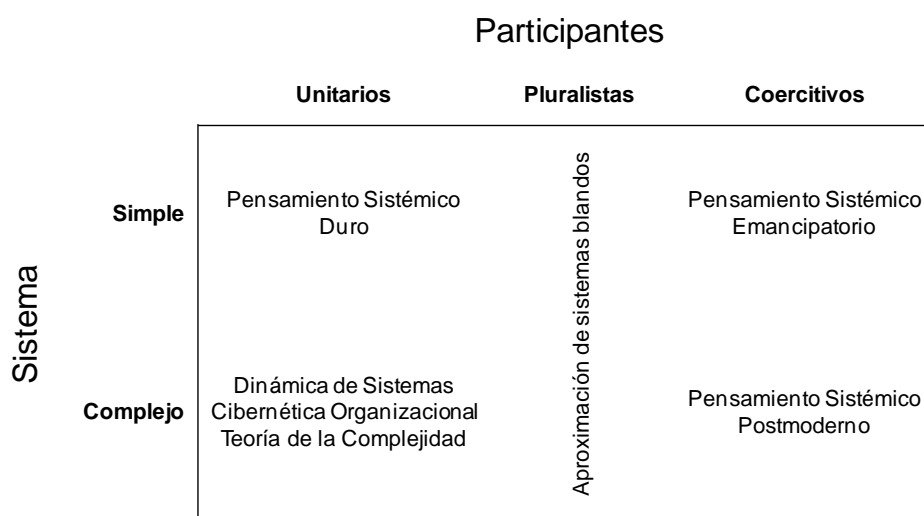 Participantes
Unitarios
Pluralistas
Coercitivos
Sistema
Simple
Pensamiento Sistémico
Duro
Aproximación de sistemas blandos
Pensamiento Sistémico
Emancipatorio
Complejo
Dinámica de Sistemas
Cibernética Organizacional
Teoría de la Complejidad
Pensamiento Sistémico
Postmoderno